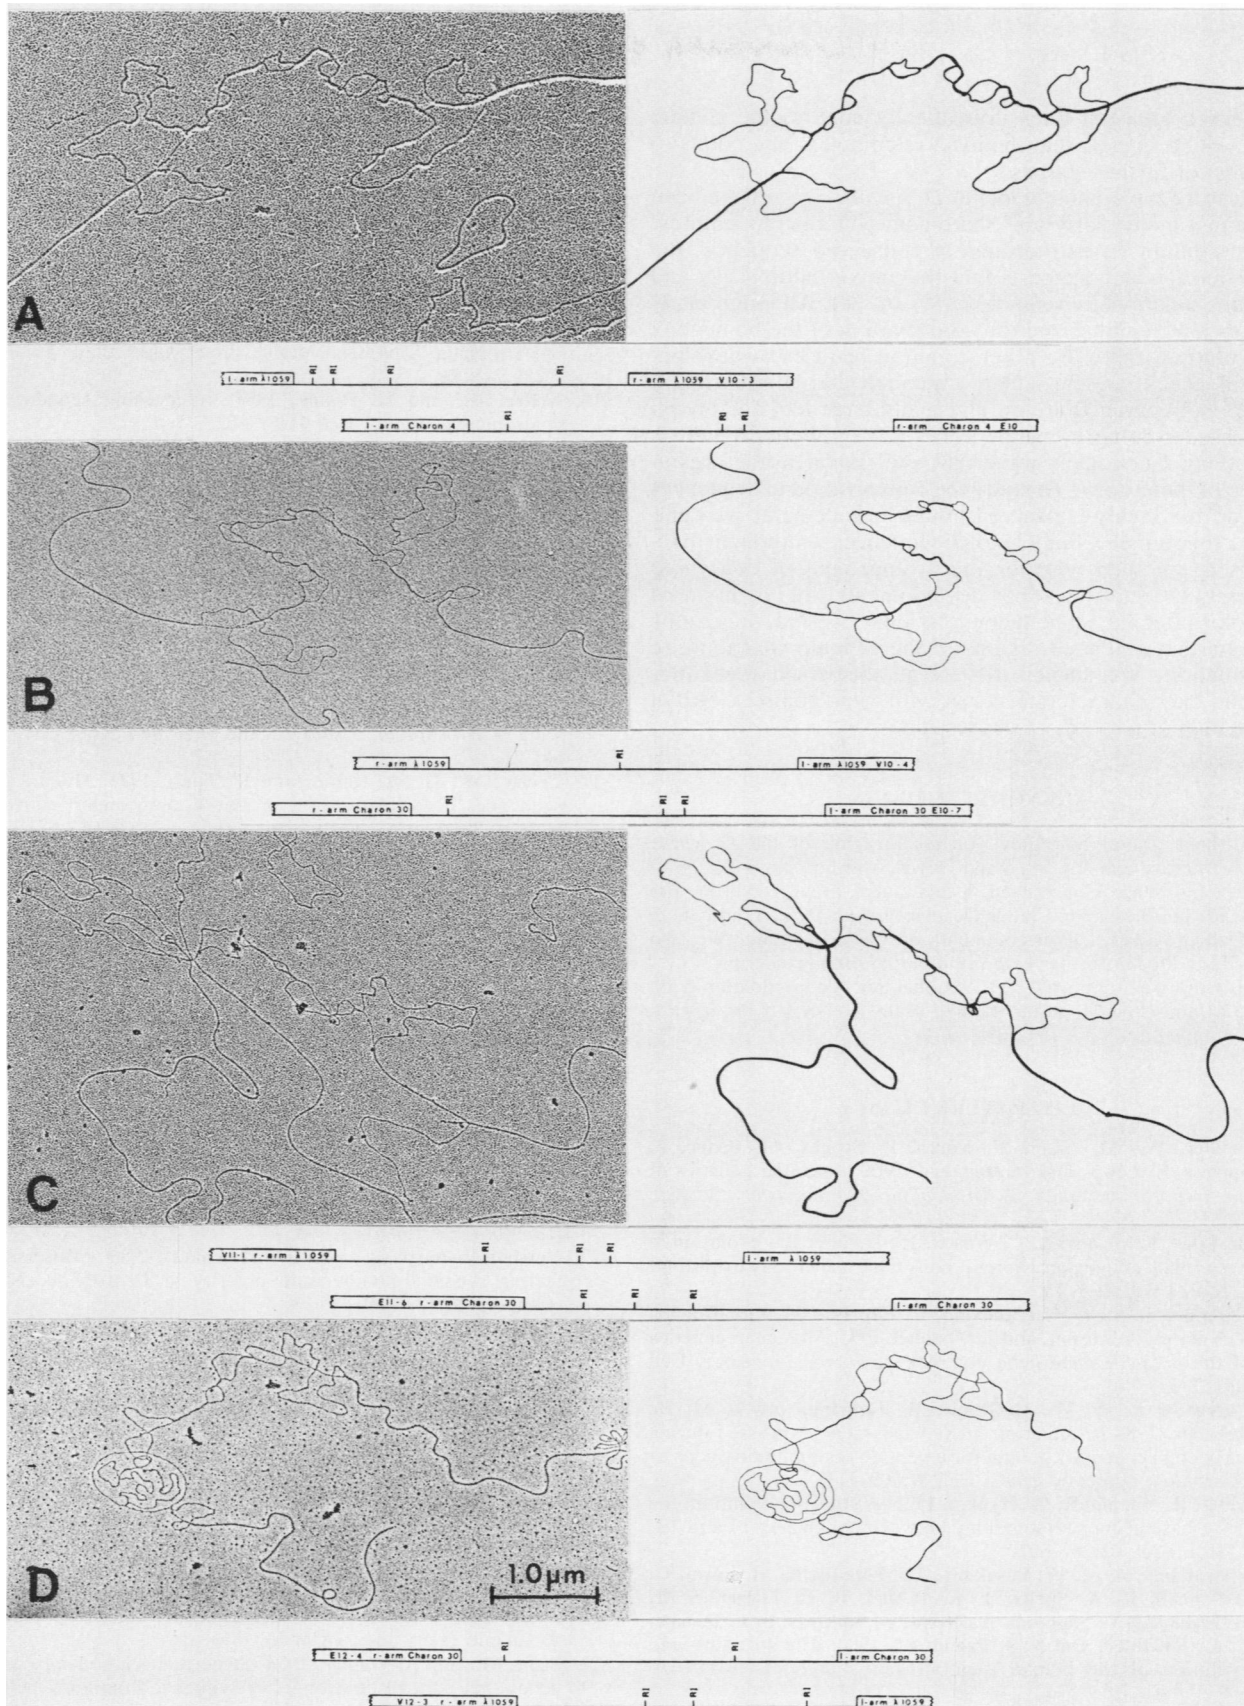 A
l-arm λ1059 RI RI RI RI r-arm λ1059 V10-3
l-arm Charon 4 RI RI RI r-arm Charon 4 E10
B
r-arm λ1059 RI l-arm λ1059 V10-4
r-arm Charon 30 RI RI RI l-arm Charon 30 E10-7
C
V11-1 r-arm λ1059 RI RI RI l-arm λ1059
E11-6 r-arm Charon 30 RI RI RI l-arm Charon 30
D 1.0 μm
E12-4 r-arm Charon 30 RI RI l-arm Charon 30
V12-3 r-arm λ1059 RI RI RI l-arm λ1059